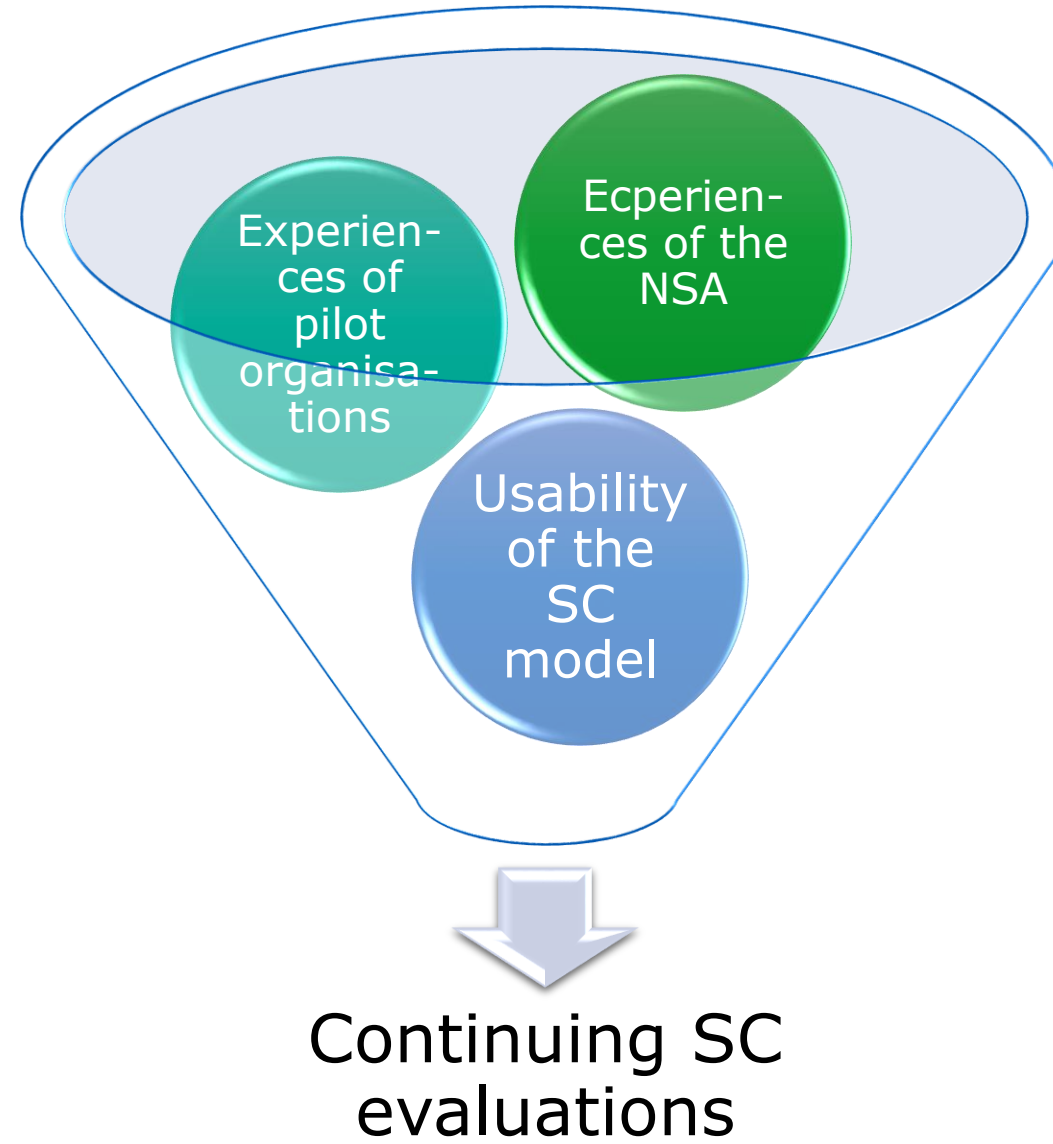 Experien-
ces of
pilot
organisa-
tions
Ecperien-
ces of the
NSA
Usability
of the
SC
model
Continuing SC
evaluations